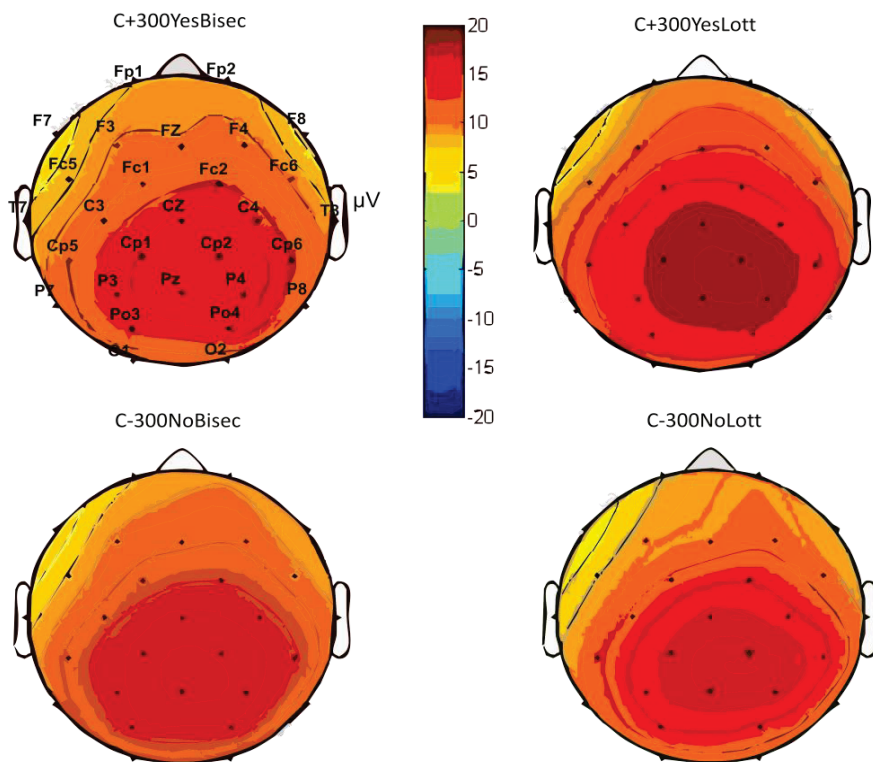 C+300YesBisec
C+300YesLott
20
15
10
5
0
-5
-10
-15
-20
µV
Fp1 Fp2
F7 F3 FZ F4 F8
Fc5 Fc1 Fc2 Fc6
T7 C3 CZ C4 T8
Cp5 Cp1 Cp2 Cp6
P7 P3 Pz P4 P8
Po3 Po4
O1 O2
C-300NoBisec
C-300NoLott